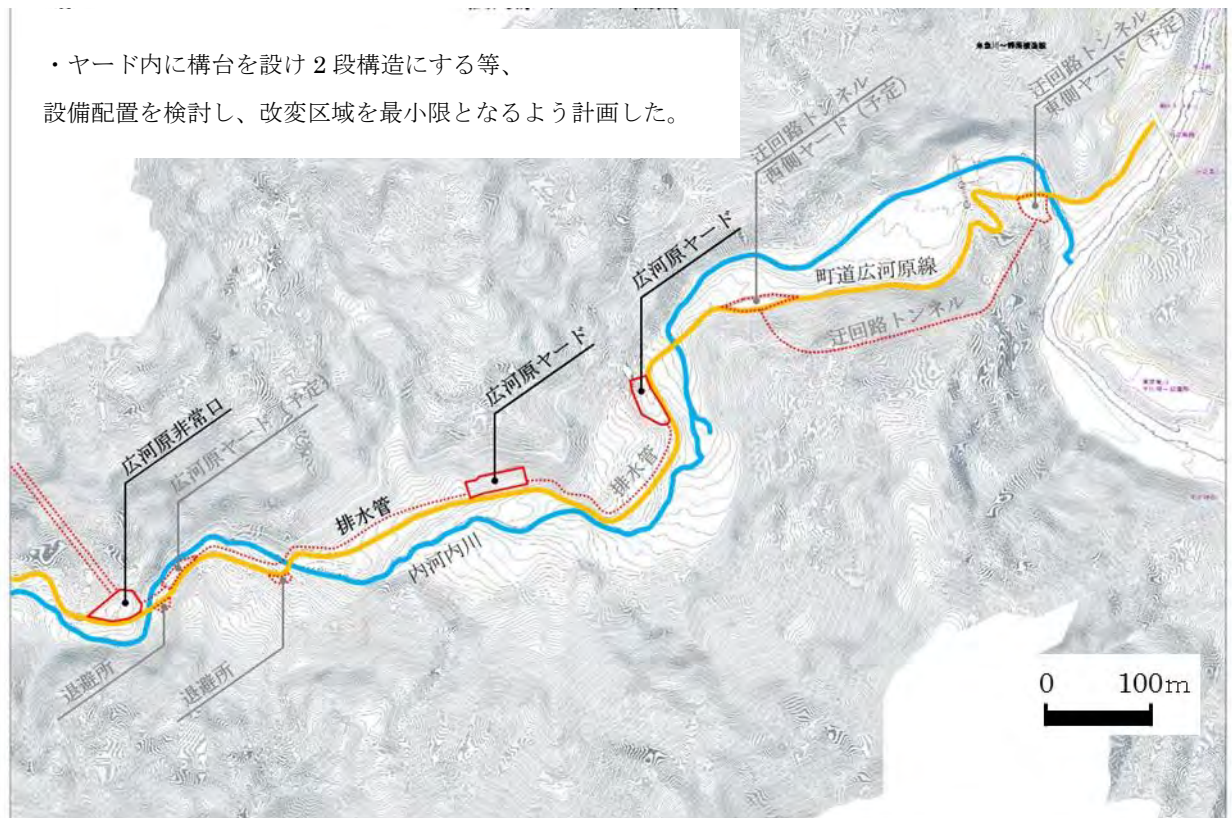 ・ヤード内に構台を設け 2 段構造にする等、
設備配置を検討し、改変区域を最小限となるよう計画した。
迂回路トンネル
西側ヤード（予定）
迂回路トンネル
東側ヤード（予定）
広河原ヤード
町道広河原線
迂回路トンネル
広河原ヤード
広河原非常口
広河原ヤード（予定）
排水管
排水管
内河内川
退避所
退避所
0 100m